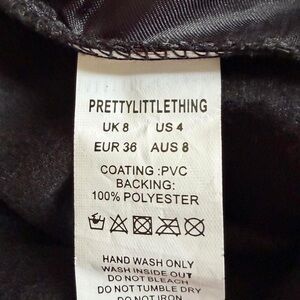 PRETTYLITTLETHING
UK 8 US 4
EUR 36 AUS 8
COATING :PVC
BACKING:
100% POLYESTER
HAND WASH ONLY
WASH INSIDE OUT
DO NOT BLEACH
DO NOT TUMBLE DRY
DO NOT IRON